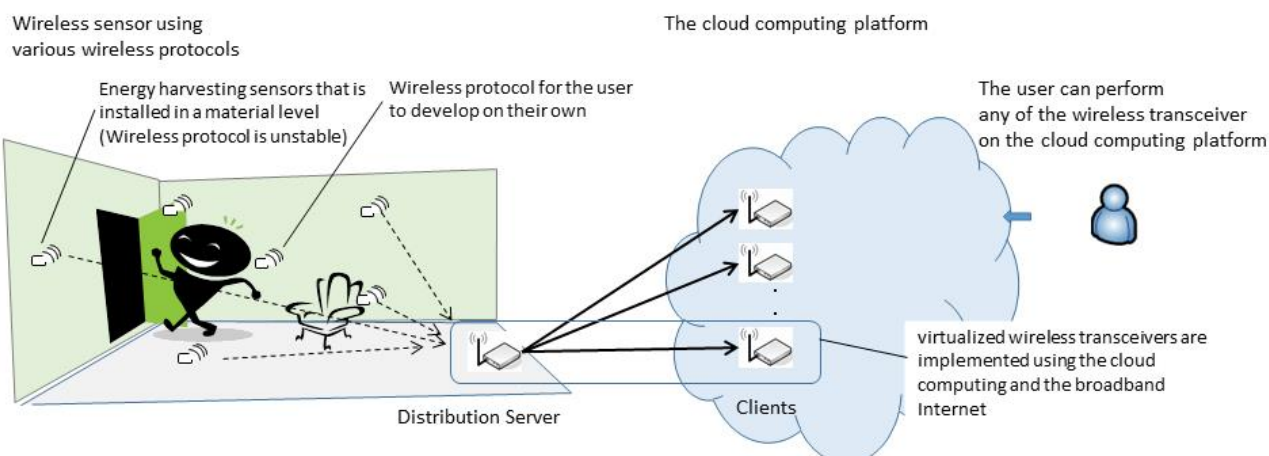 Wireless sensor using
various wireless protocols
The cloud computing platform
Energy harvesting sensors that is
installed in a material level
(Wireless protocol is unstable)
Wireless protocol for the user
to develop on their own
The user can perform
any of the wireless transceiver
on the cloud computing platform
virtualized wireless transceivers are
implemented using the cloud
computing and the broadband
Internet
Distribution Server
Clients